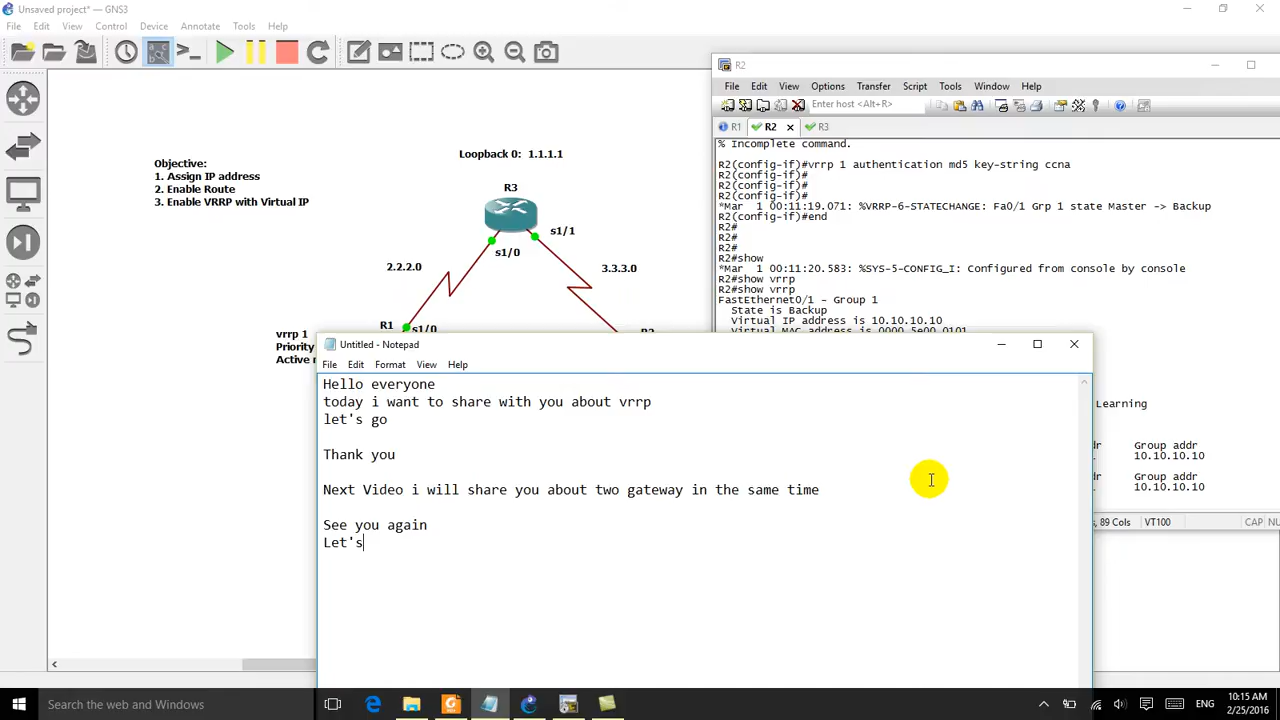 Unsaved project* — GNS3
File Edit View Control Device Annotate Tools Help
Objective:
1. Assign IP address
2. Enable Route
3. Enable VRRP with Virtual IP
Loopback 0: 1.1.1.1
R3
s1/1
s1/0
2.2.2.0
3.3.3.0
R1
s1/0
vrrp 1
Priority
R2
File Edit View Options Transfer Script Tools Window Help
Enter host <Alt+R>
R1 R2 R3
% Incomplete command.
R2(config-if)#vrrp 1 authentication md5 key-string ccna
R2(config-if)#
R2(config-if)#
R2(config-if)#
*Mar  1 00:11:19.071: %VRRP-6-STATECHANGE: Fa0/1 Grp 1 state Master -> Backup
R2(config-if)#end
R2#
R2#
R2#
R2#show
*Mar  1 00:11:20.583: %SYS-5-CONFIG_I: Configured from console by console
R2#show vrrp
R2#show vrrp
FastEthernet0/1 - Group 1
State is Backup
Virtual IP address is 10.10.10.10
Virtual MAC address is 0000.5e00.0101
Learning
Group addr
10.10.10.10
Group addr
10.10.10.10
, 89 Cols VT100 CAP
Untitled - Notepad
File Edit Format View Help
Hello everyone
today i want to share with you about vrrp
let's go
Thank you
Next Video i will share you about two gateway in the same time
See you again
Let's
Search the web and Windows
ENG
10:15 AM
2/25/2016